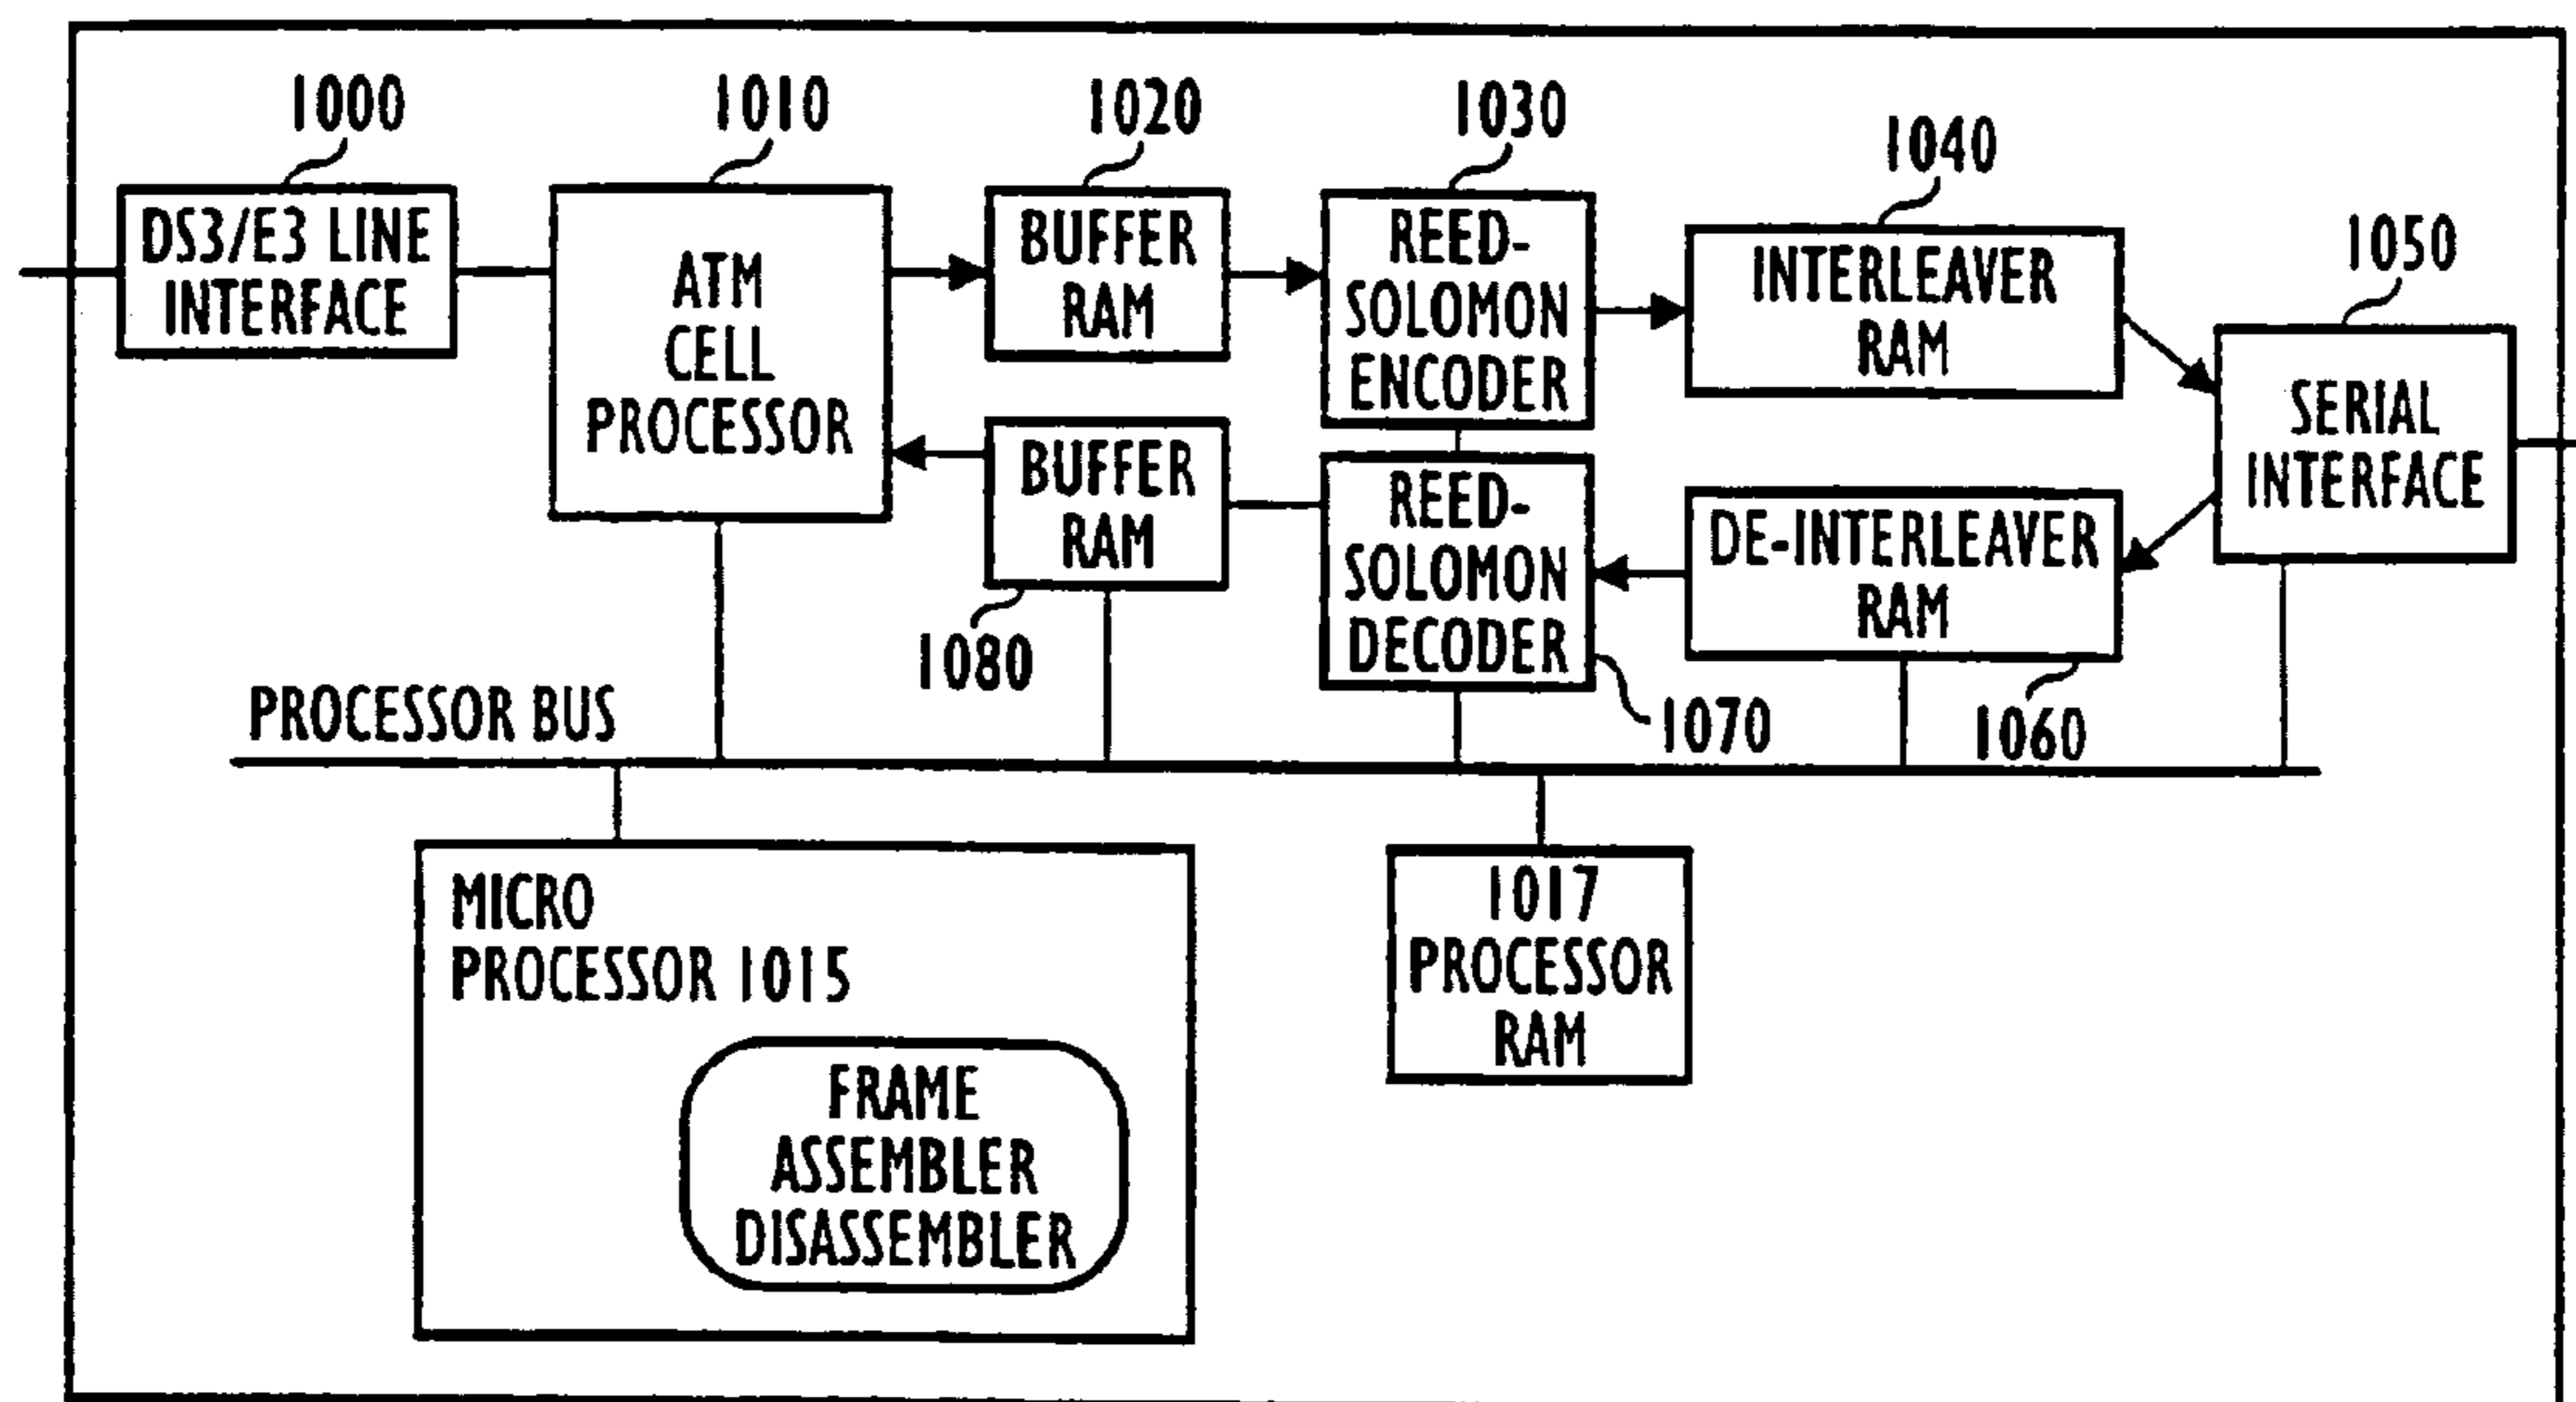 1000
1010
1020
1030
1040
1050
DS3/E3 LINE
INTERFACE
ATM
CELL
PROCESSOR
BUFFER
RAM
REED-
SOLOMON
ENCODER
INTERLEAVER
RAM
SERIAL
INTERFACE
BUFFER
RAM
1080
REED-
SOLOMON
DECODER
1070
DE-INTERLEAVER
RAM
1060
PROCESSOR BUS
MICRO
PROCESSOR 1015
FRAME
ASSEMBLER
DISASSEMBLER
1017
PROCESSOR
RAM